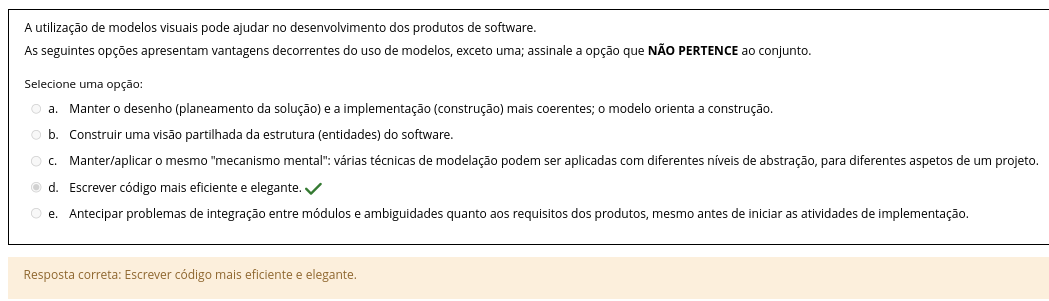 A utilização de modelos visuais pode ajudar no desenvolvimento dos produtos de software.
As seguintes opções apresentam vantagens decorrentes do uso de modelos, exceto uma; assinale a opção que NÃO PERTENCE ao conjunto.
Selecione uma opção:
a. Manter o desenho (planeamento da solução) e a implementação (construção) mais coerentes; o modelo orienta a construção.
b. Construir uma visão partilhada da estrutura (entidades) do software.
c. Manter/aplicar o mesmo "mecanismo mental": várias técnicas de modelação podem ser aplicadas com diferentes níveis de abstração, para diferentes aspetos de um projeto.
d. Escrever código mais eficiente e elegante.
e. Antecipar problemas de integração entre módulos e ambiguidades quanto aos requisitos dos produtos, mesmo antes de iniciar as atividades de implementação.
Resposta correta: Escrever código mais eficiente e elegante.